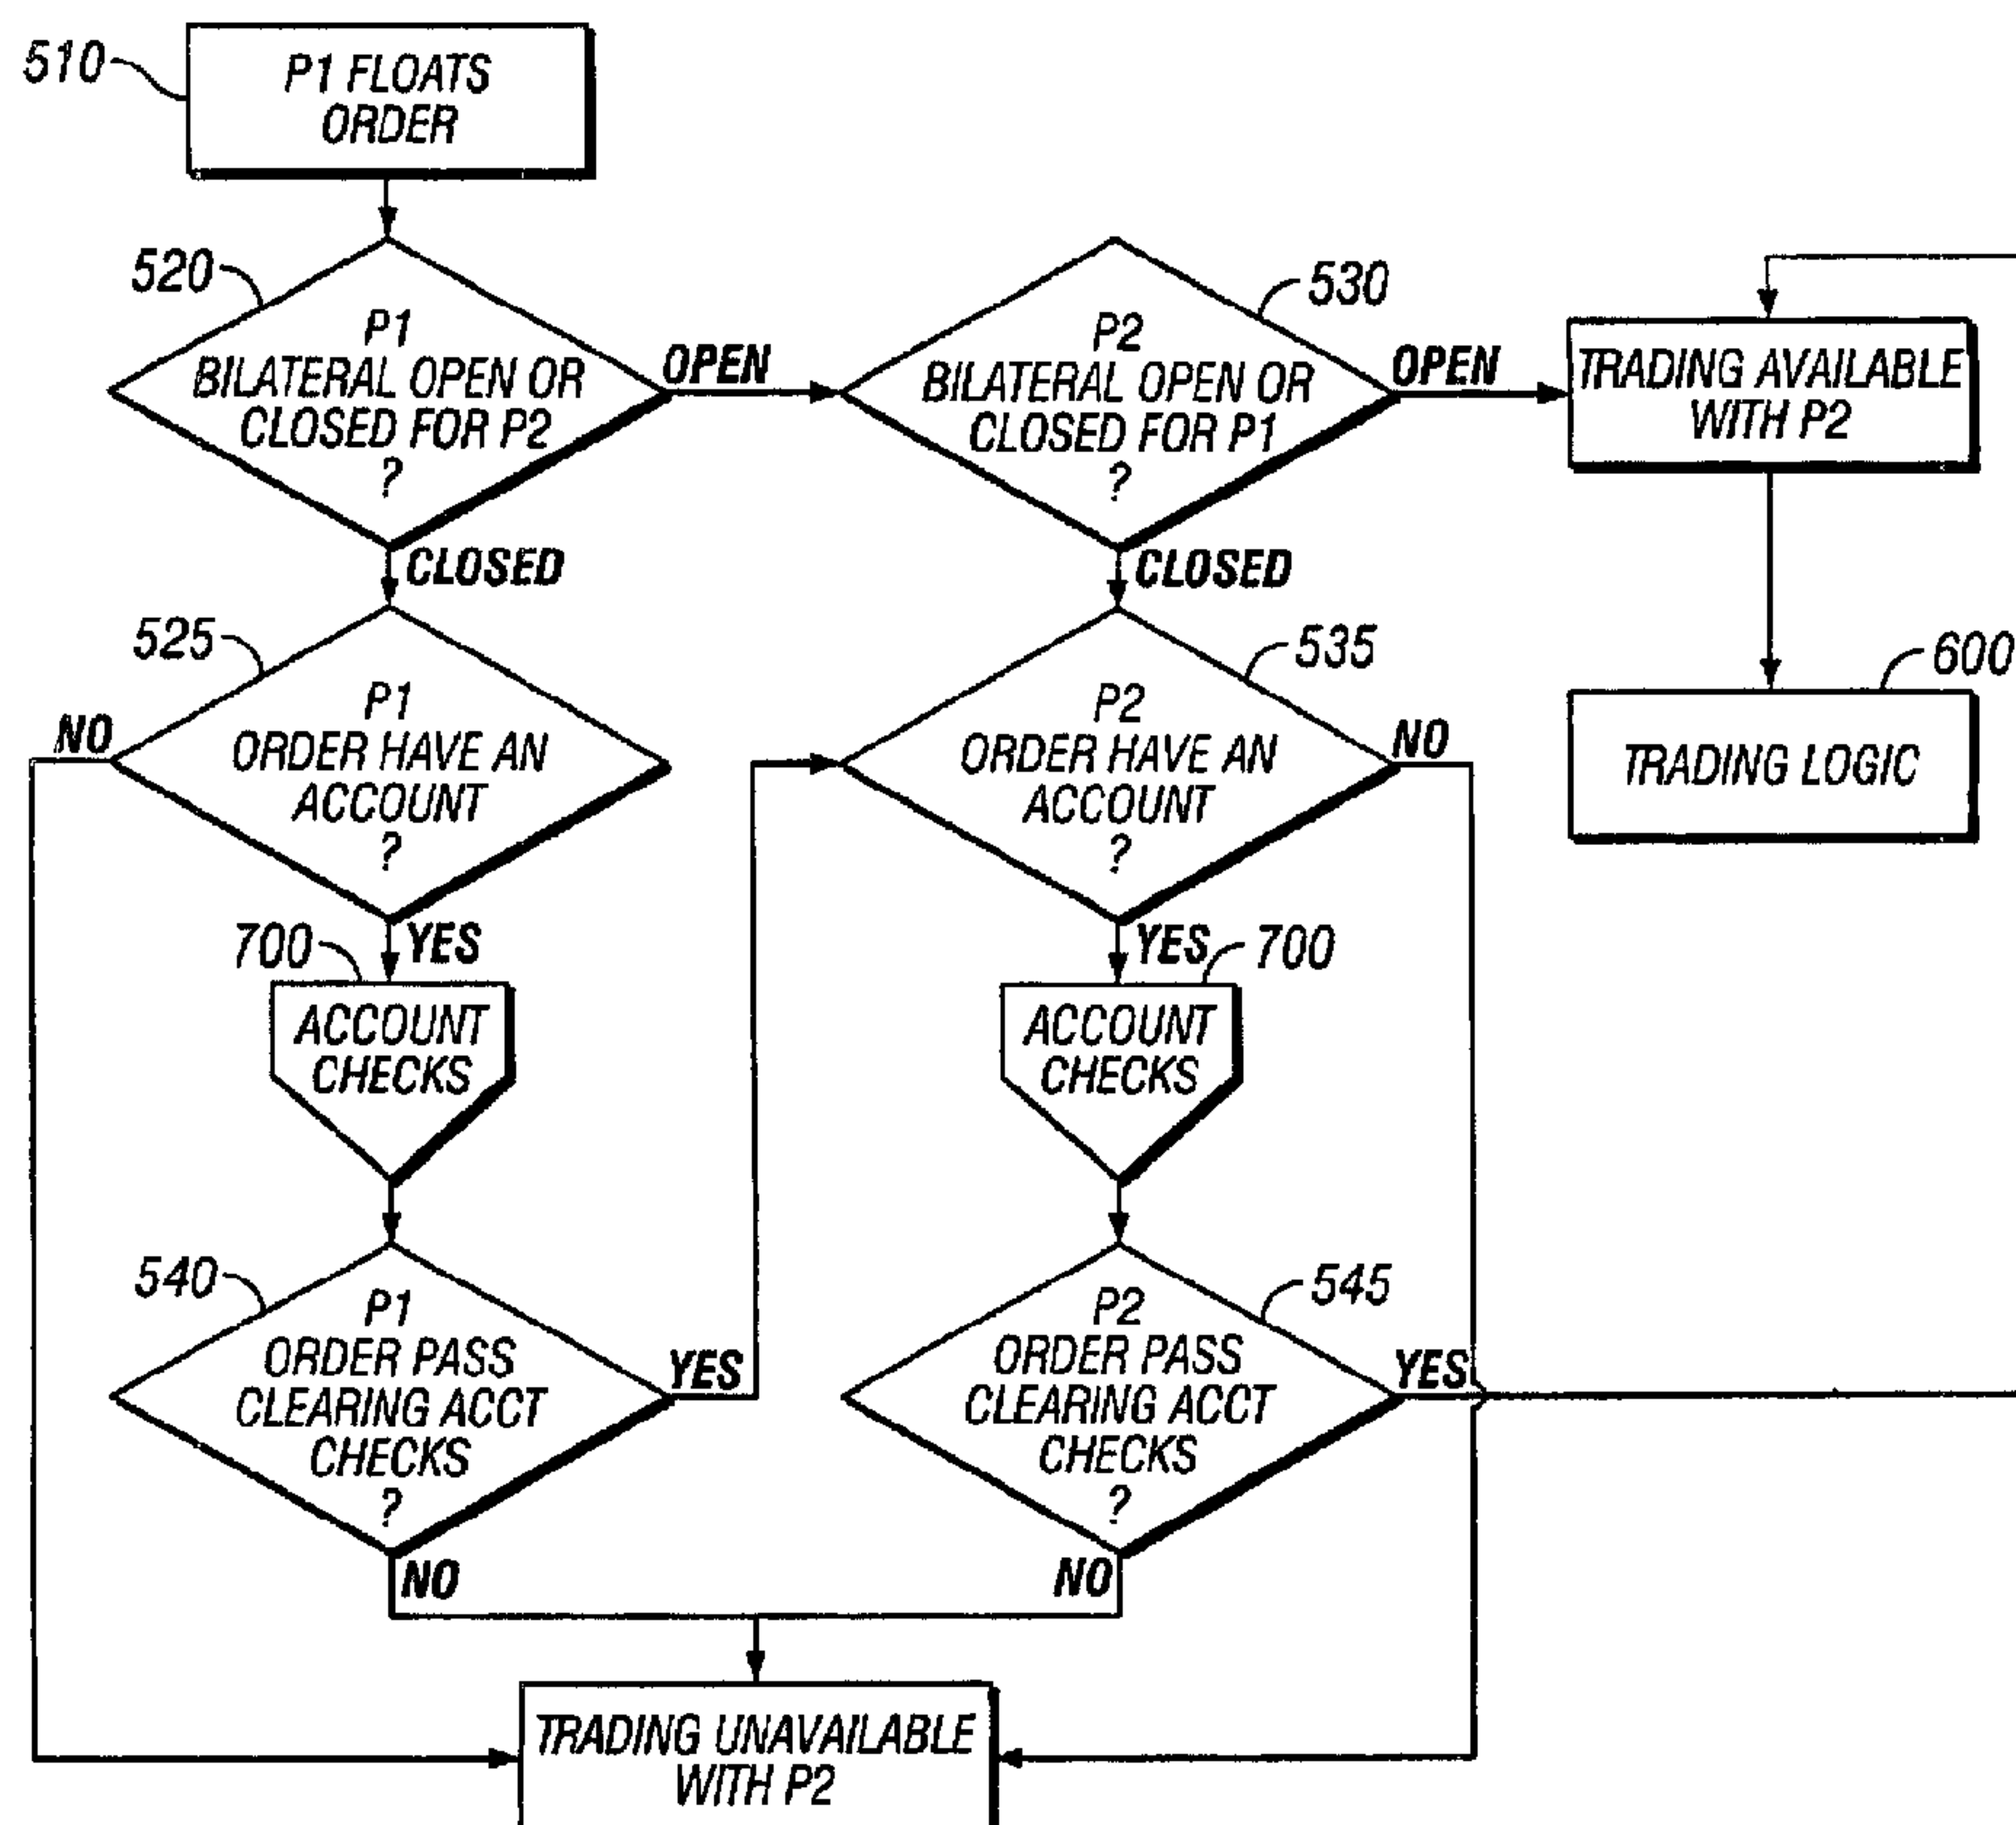 510
P1 FLOATS
ORDER
520
P1
BILATERAL OPEN OR
CLOSED FOR P2
?
OPEN
CLOSED
530
P2
BILATERAL OPEN OR
CLOSED FOR P1
?
OPEN
CLOSED
TRADING AVAILABLE
WITH P2
600
TRADING LOGIC
525
P1
ORDER HAVE AN
ACCOUNT
?
NO
YES
535
P2
ORDER HAVE AN
ACCOUNT
?
NO
YES
700
ACCOUNT
CHECKS
700
ACCOUNT
CHECKS
540
P1
ORDER PASS
CLEARING ACCT
CHECKS
?
YES
NO
545
P2
ORDER PASS
CLEARING ACCT
CHECKS
?
YES
NO
TRADING UNAVAILABLE
WITH P2